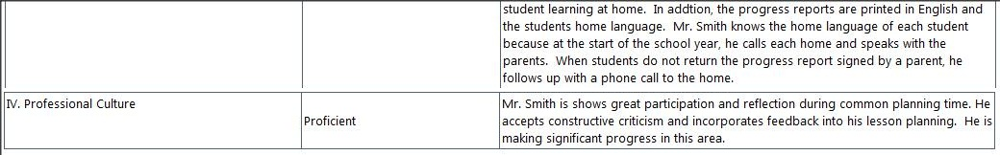 student learning at home.  In addtion, the progress reports are printed in English and
the students home language.  Mr. Smith knows the home language of each student
because at the start of the school year, he calls each home and speaks with the
parents.  When students do not return the progress report signed by a parent, he
follows up with a phone call to the home.
IV. Professional Culture
Proficient
Mr. Smith is shows great participation and reflection during common planning time. He
accepts constructive criticism and incorporates feedback into his lesson planning.  He is
making significant progress in this area.